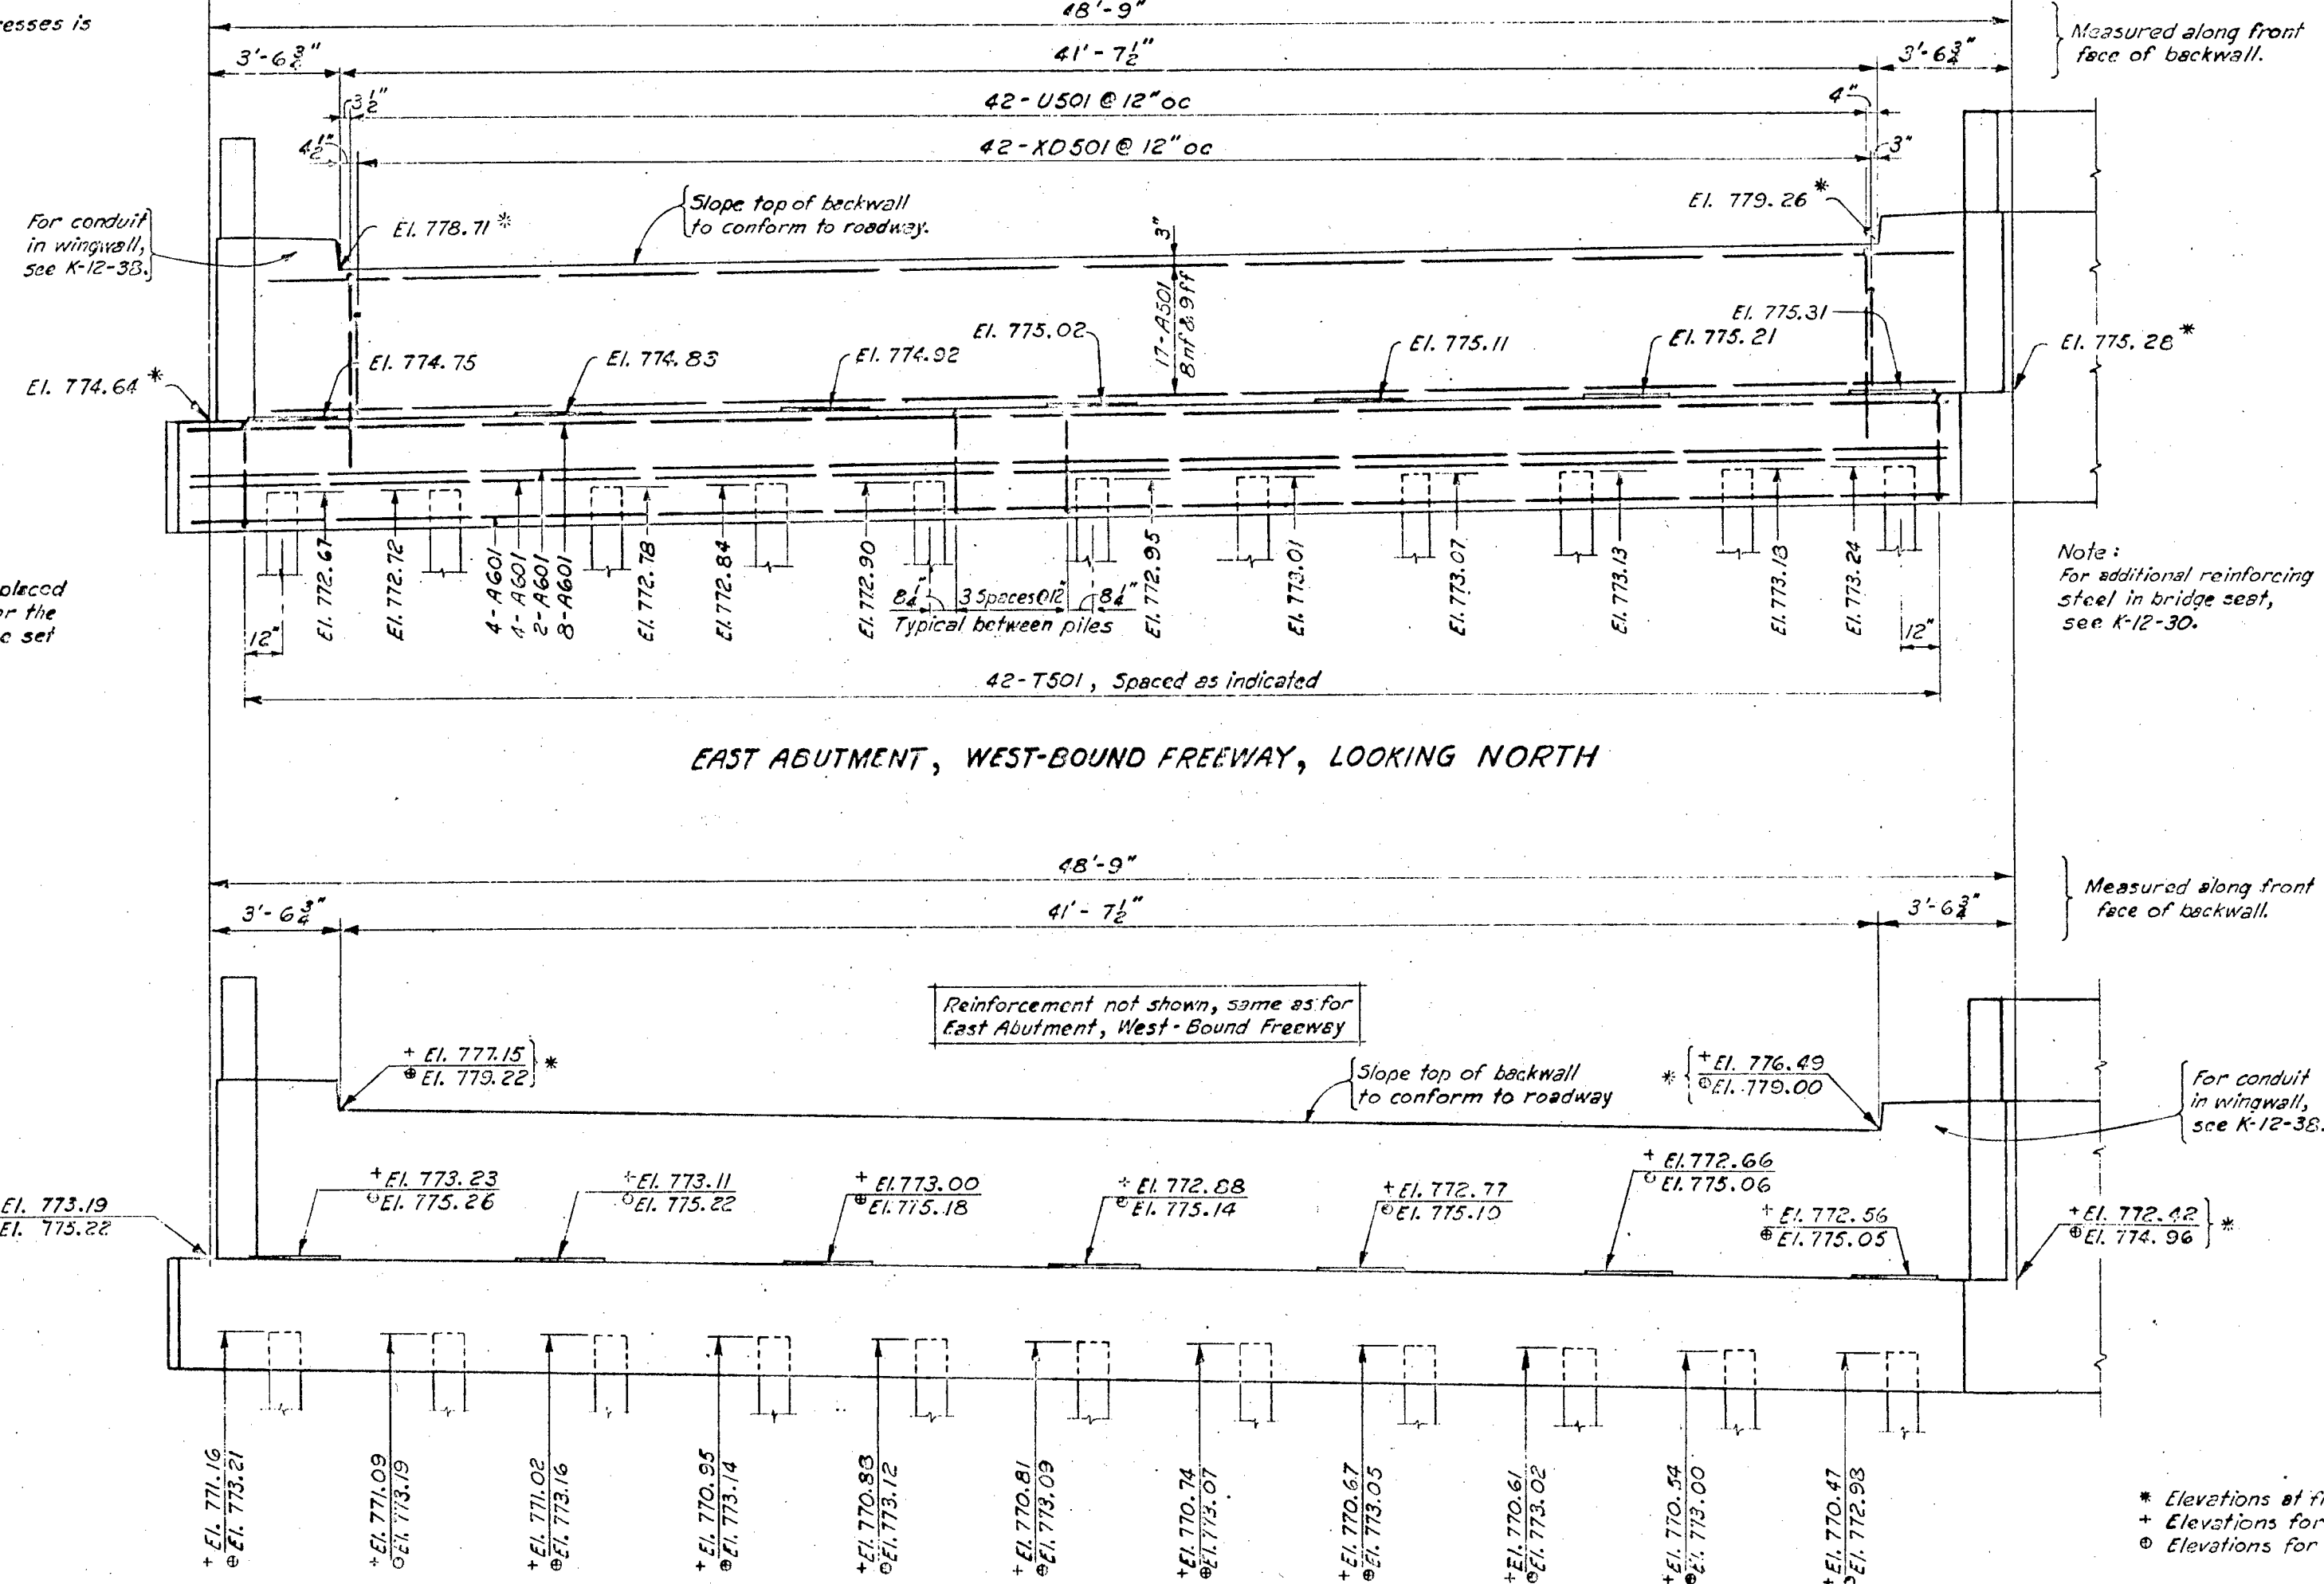 esses is
48'-9"
Measured along front
face of backwall.
3'-6 3/4"
41'-7 1/2"
3'-6 3/4"
3 1/2"
42-U501 @ 12" oc
4"
4 1/2"
42-XD501 @ 12" oc
3"
For conduit
in wingwall,
see K-12-38.
El. 778.71 *
Slope top of backwall
to conform to roadway.
3"
El. 779.26 *
17-A501
8nf & 9ff
El. 774.64 *
El. 774.75
El. 774.83
El. 774.92
El. 775.02
El. 775.11
El. 775.21
El. 775.31
El. 775.28 *
placed
or the
e set
12"
El. 772.67
El. 772.72
4-A601
4-A601
2-A601
8-A601
El. 772.78
El. 772.84
El. 772.90
8 1/4"
3 Spaces @ 12"
8 1/4"
Typical between piles
El. 772.95
El. 773.01
El. 773.07
El. 773.13
El. 773.18
El. 773.24
12"
Note:
For additional reinforcing
steel in bridge seat,
see K-12-30.
42-T501, Spaced as indicated
EAST ABUTMENT, WEST-BOUND FREEWAY, LOOKING NORTH
48'-9"
Measured along front
face of backwall.
3'-6 3/4"
41'-7 1/2"
3'-6 3/4"
Reinforcement not shown, same as for
East Abutment, West-Bound Freeway
+ El. 777.15
⊕ El. 779.22 } *
Slope top of backwall
to conform to roadway
* { + El. 776.49
⊕ El. 779.00
For conduit
in wingwall,
see K-12-38.
El. 773.19
El. 775.22
+ El. 773.23
⊕ El. 775.26
+ El. 773.11
⊕ El. 775.22
+ El. 773.00
⊕ El. 775.18
+ El. 772.88
⊕ El. 775.14
+ El. 772.77
⊕ El. 775.10
+ El. 772.66
⊕ El. 775.06
+ El. 772.56
⊕ El. 775.05
+ El. 772.42
⊕ El. 774.96 } *
+ El. 771.16
⊕ El. 773.21
+ El. 771.09
⊕ El. 773.19
+ El. 771.02
⊕ El. 773.16
+ El. 770.95
⊕ El. 773.14
+ El. 770.88
⊕ El. 773.12
+ El. 770.81
⊕ El. 773.09
+ El. 770.74
⊕ El. 773.07
+ El. 770.67
⊕ El. 773.05
+ El. 770.61
⊕ El. 773.02
+ El. 770.54
⊕ El. 773.00
+ El. 770.47
⊕ El. 772.98
* Elevations at f
+ Elevations for
⊕ Elevations for